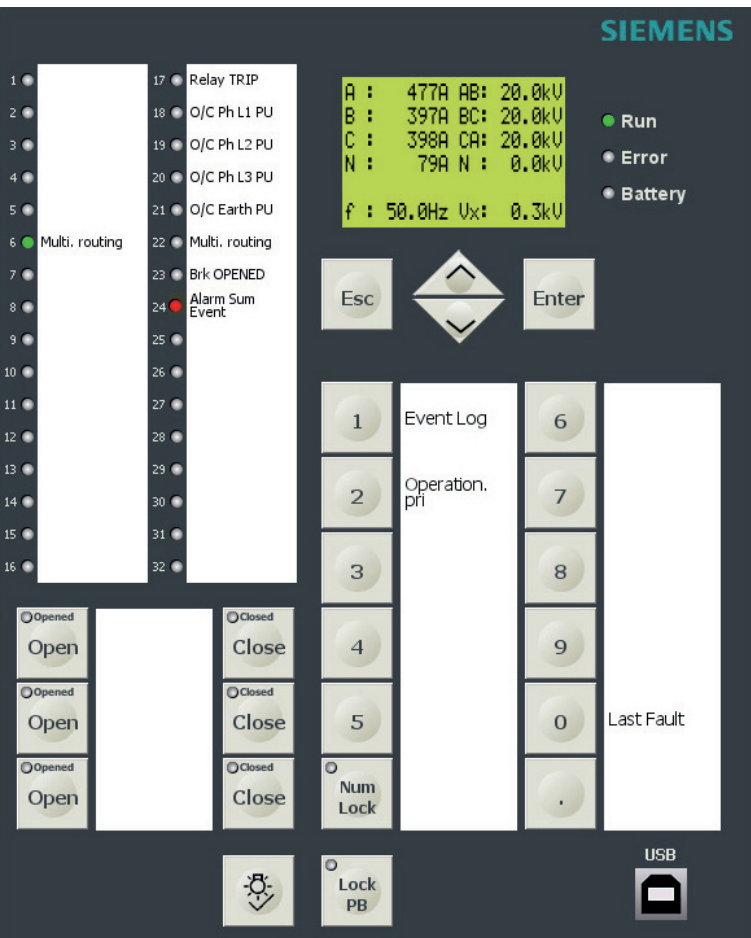 SIEMENS
1 17 Relay TRIP
2 18 O/C Ph L1 PU
3 19 O/C Ph L2 PU
4 20 O/C Ph L3 PU
5 21 O/C Earth PU
6 Multi. routing 22 Multi. routing
7 23 Brk OPENED
8 24 Alarm Sum
Event
9 25
10 26
11 27
12 28
13 29
14 30
15 31
16 32
A : 477A AB: 20.0kV
B : 397A BC: 20.0kV
C : 398A CA: 20.0kV
N : 79A N : 0.0kV
f : 50.0Hz Vx: 0.3kV
Run
Error
Battery
Esc Enter
1 Event Log 6
2 Operation.
pri 7
3 8
4 9
5 0 Last Fault
Num
Lock .
Opened Closed
Open Close
Opened Closed
Open Close
Opened Closed
Open Close
Lock
PB
USB